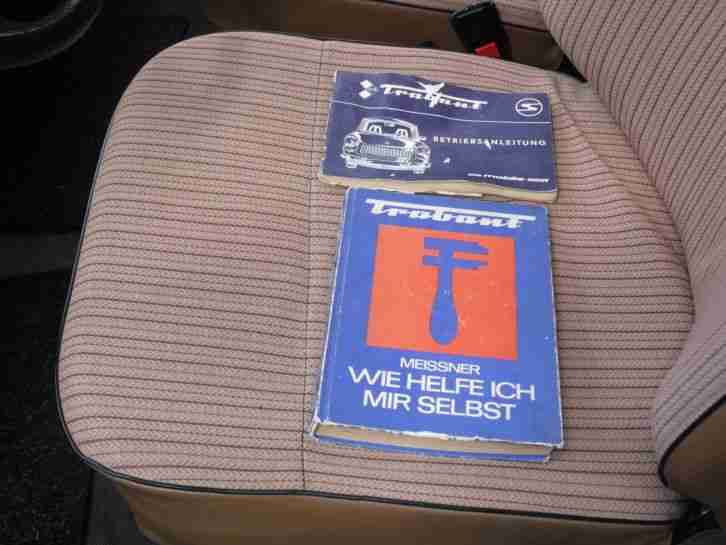 Trabant
BETRIEBSANLEITUNG
Trabant
MEISSNER
WIE HELFE ICH
MIR SELBST